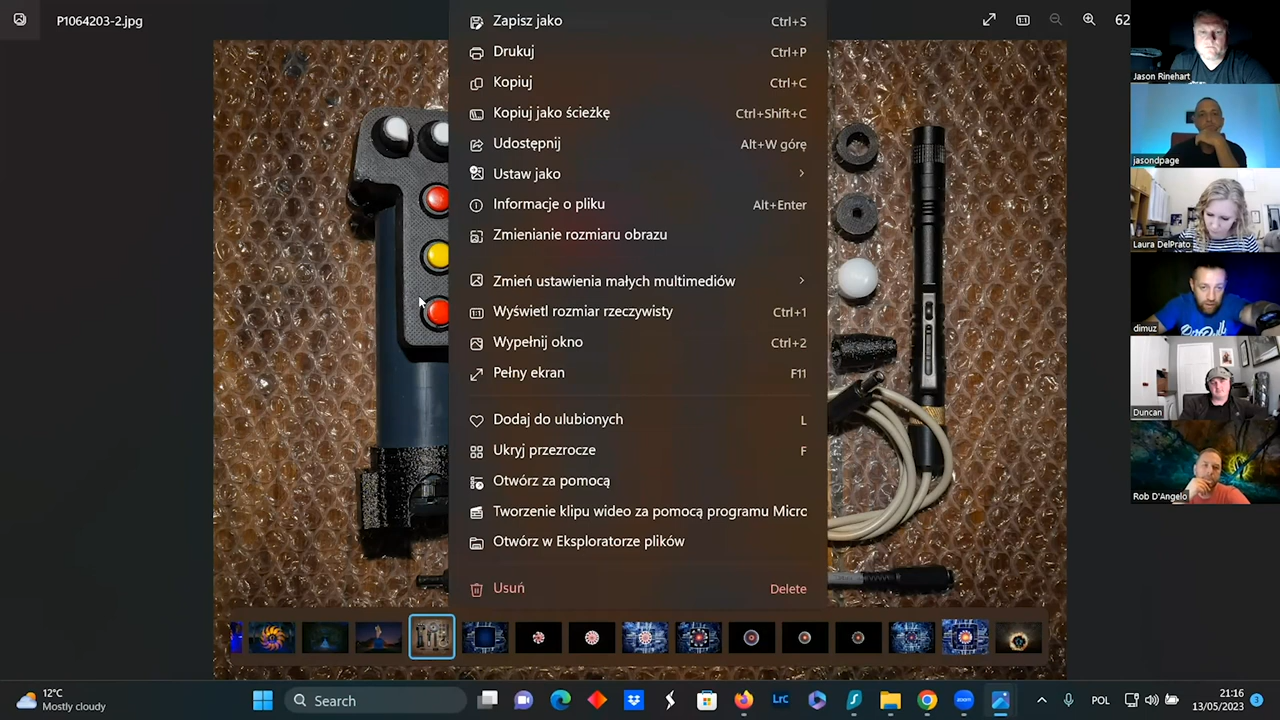 P1064203-2.jpg
62
Zapisz jako Ctrl+S
Drukuj Ctrl+P
Kopiuj Ctrl+C
Kopiuj jako ścieżkę Ctrl+Shift+C
Udostępnij Alt+W górę
Ustaw jako
Informacje o pliku Alt+Enter
Zmienianie rozmiaru obrazu
Zmień ustawienia małych multimediów
Wyświetl rozmiar rzeczywisty Ctrl+1
Wypełnij okno Ctrl+2
Pełny ekran F11
Dodaj do ulubionych L
Ukryj przezrocze F
Otwórz za pomocą
Tworzenie klipu wideo za pomocą programu Micro
Otwórz w Eksploratorze plików
Usuń Delete
Jason Rinehart
jasondpage
Laura DelPrato
dimuz
Duncan
Rob D'Angelo
12°C
Mostly cloudy
Search
LrC
zoom
POL
21:16
13/05/2023
3